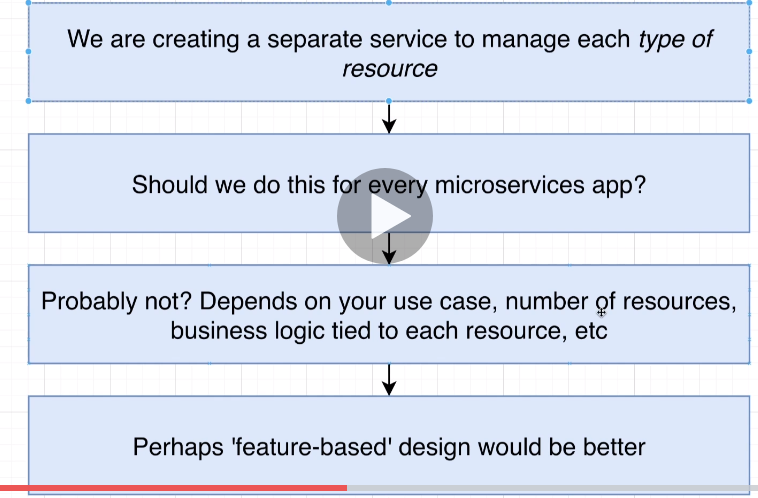 We are creating a separate service to manage each type of
resource
Should we do this for every microservices app?
Probably not? Depends on your use case, number of resources,
business logic tied to each resource, etc
Perhaps 'feature-based' design would be better